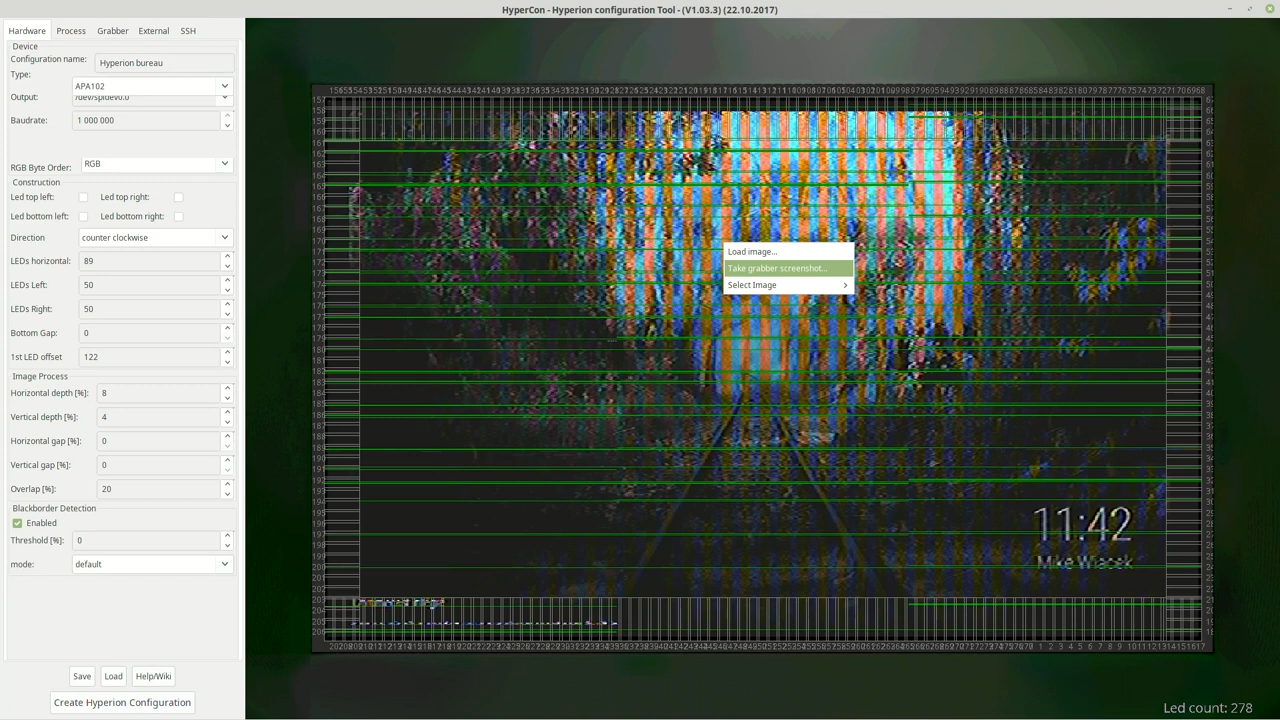 HyperCon - Hyperion configuration Tool - (V1.03.3) (22.10.2017)
Hardware Process Grabber External SSH
Device
Configuration name: Hyperion bureau
Type: APA102
Output: /dev/spidev0.0
Baudrate: 1 000 000
RGB Byte Order: RGB
Construction
Led top left: Led top right:
Led bottom left: Led bottom right:
Direction counter clockwise
LEDs horizontal: 89
LEDs Left: 50
LEDs Right: 50
Bottom Gap: 0
1st LED offset 122
Image Process
Horizontal depth [%]: 8
Vertical depth [%]: 4
Horizontal gap [%]: 0
Vertical gap [%]: 0
Overlap [%]: 20
Blackborder Detection
Enabled
Threshold [%]: 0
mode: default
Save Load Help/Wiki
Create Hyperion Configuration
Load image...
Take grabber screenshot...
Select Image
11:42
Mike Wiacek
Led count: 278